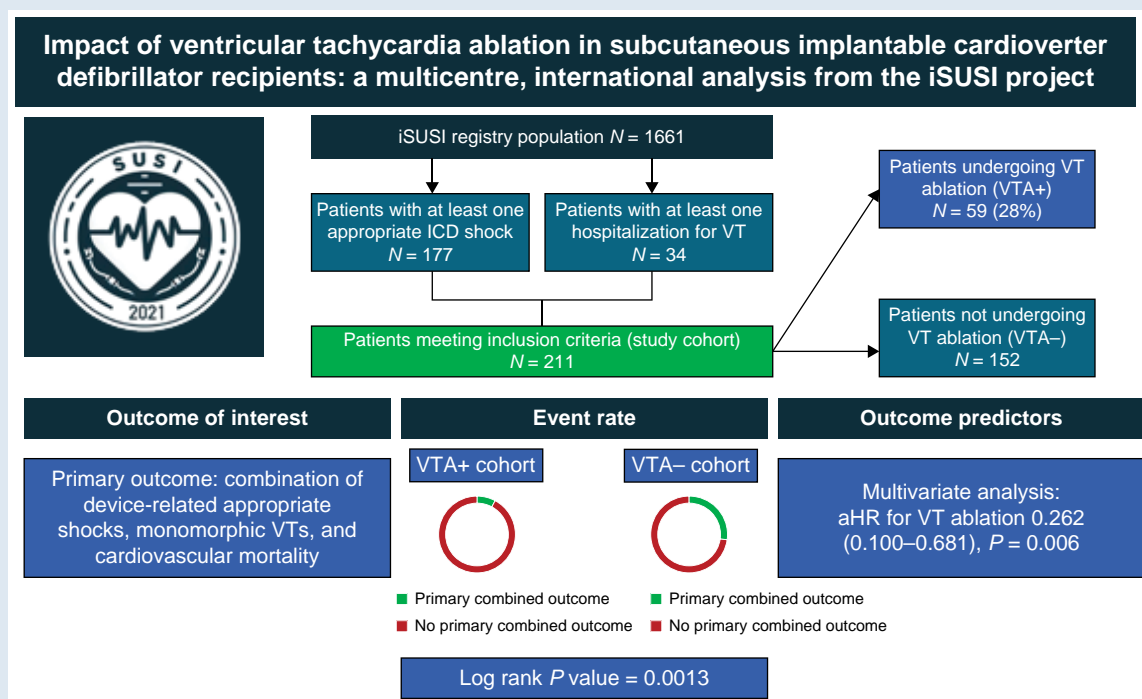 Impact of ventricular tachycardia ablation in subcutaneous implantable cardioverter
defibrillator recipients: a multicentre, international analysis from the iSUSI project
SUSI
2021
iSUSI registry population N = 1661
Patients with at least one
appropriate ICD shock
N = 177
Patients with at least one
hospitalization for VT
N = 34
Patients meeting inclusion criteria (study cohort)
N = 211
Patients undergoing VT
ablation (VTA+)
N = 59 (28%)
Patients not undergoing
VT ablation (VTA–)
N = 152
Outcome of interest
Primary outcome: combination of
device-related appropriate
shocks, monomorphic VTs, and
cardiovascular mortality
Event rate
VTA+ cohort
Primary combined outcome
No primary combined outcome
VTA– cohort
Primary combined outcome
No primary combined outcome
Log rank P value = 0.0013
Outcome predictors
Multivariate analysis:
aHR for VT ablation 0.262
(0.100–0.681), P = 0.006